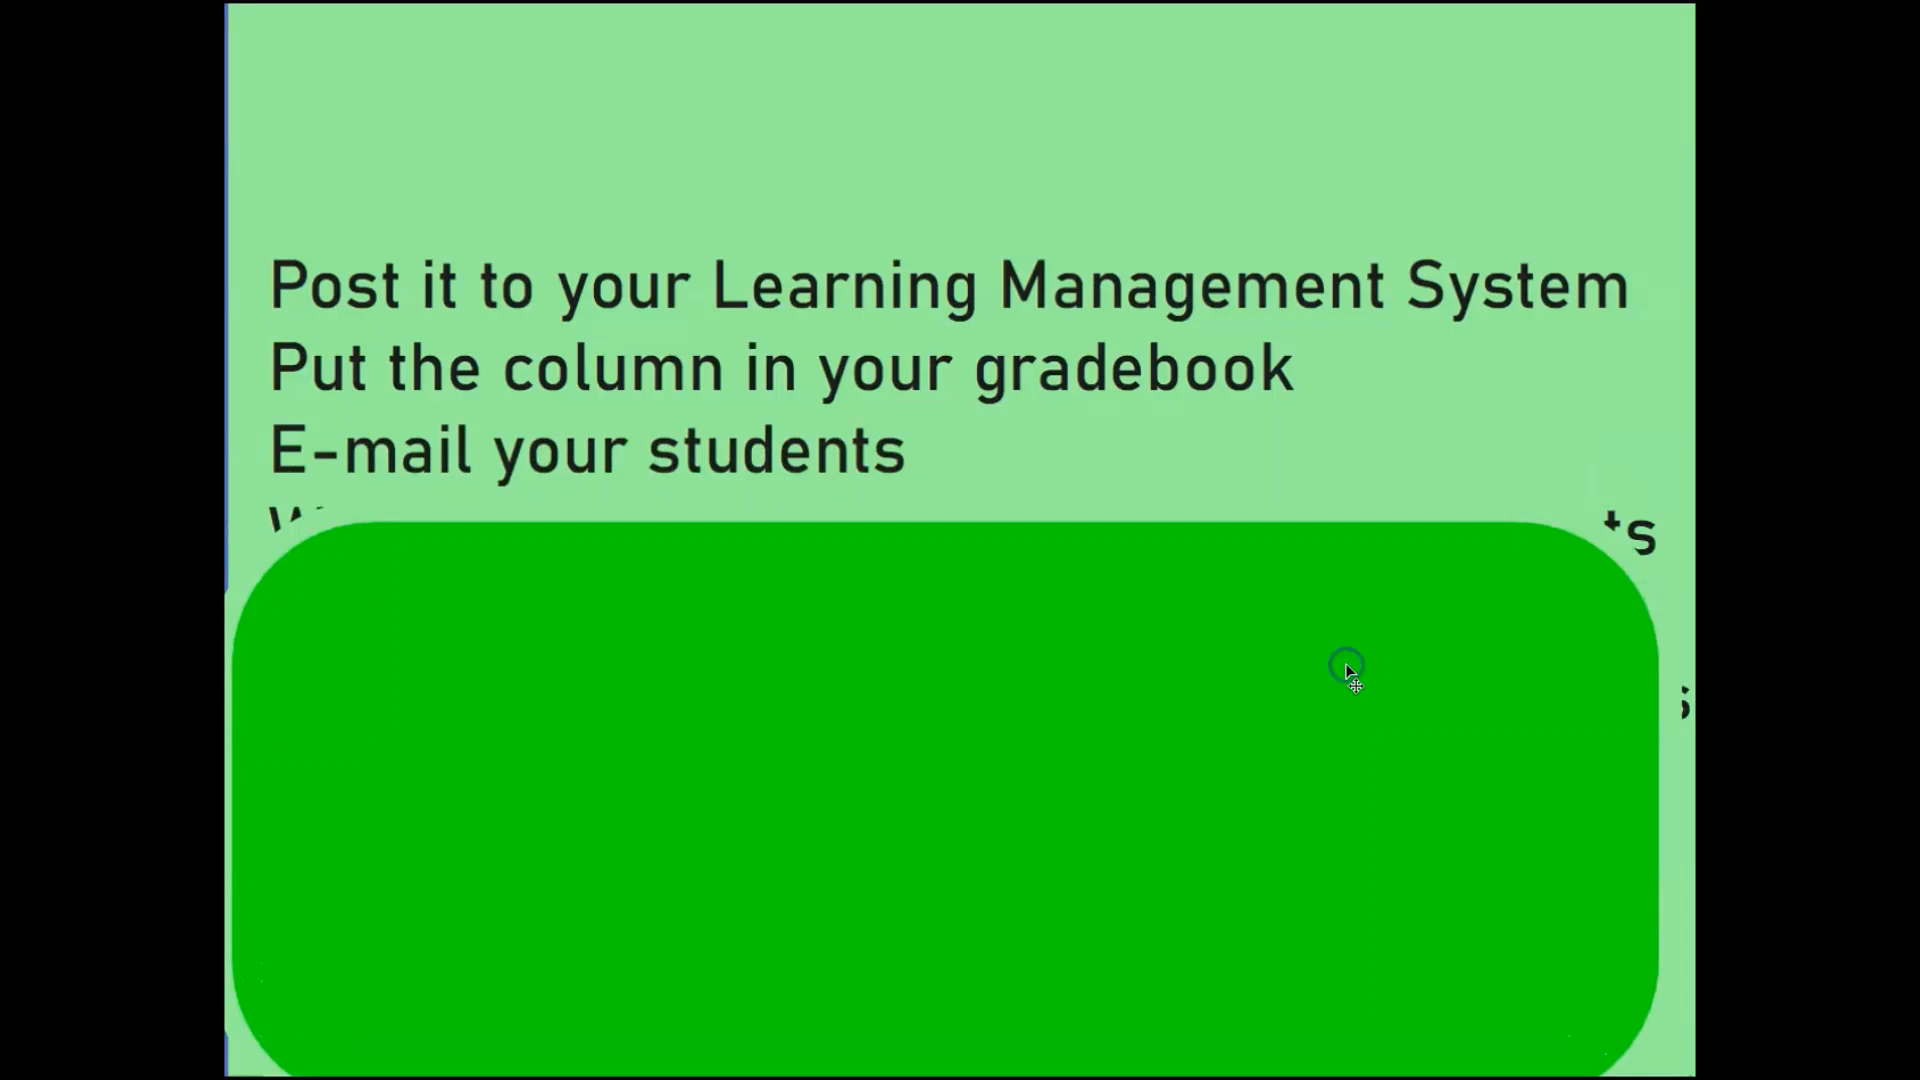 Post it to your Learning Management System
Put the column in your gradebook
E-mail your students